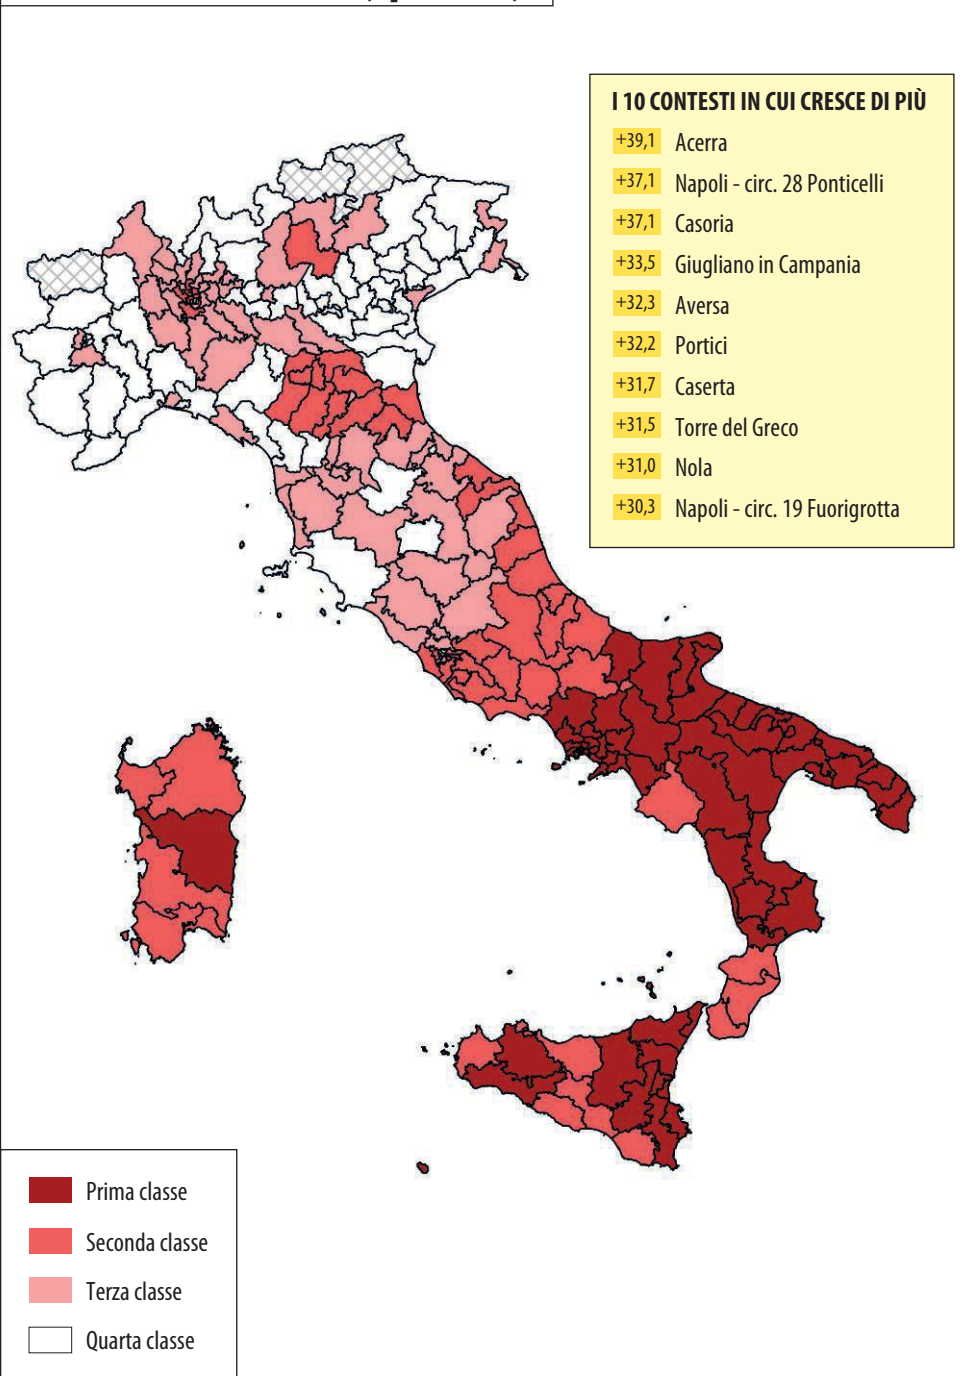 I 10 CONTESTI IN CUI CRESCE DI PIÙ
+39,1 Acerra
+37,1 Napoli - circ. 28 Ponticelli
+37,1 Casoria
+33,5 Giugliano in Campania
+32,3 Aversa
+32,2 Portici
+31,7 Caserta
+31,5 Torre del Greco
+31,0 Nola
+30,3 Napoli - circ. 19 Fuorigrotta
Prima classe
Seconda classe
Terza classe
Quarta classe